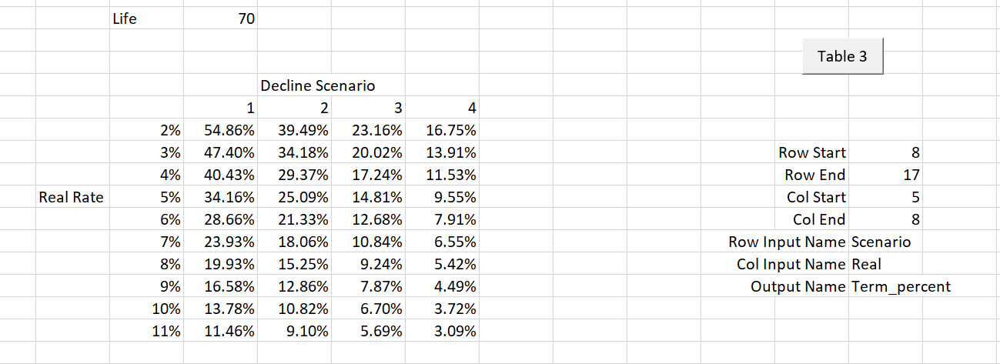 Life 70
Table 3
Decline Scenario
1 2 3 4
2% 54.86% 39.49% 23.16% 16.75%
3% 47.40% 34.18% 20.02% 13.91% Row Start 8
4% 40.43% 29.37% 17.24% 11.53% Row End 17
Real Rate 5% 34.16% 25.09% 14.81% 9.55% Col Start 5
6% 28.66% 21.33% 12.68% 7.91% Col End 8
7% 23.93% 18.06% 10.84% 6.55% Row Input Name Scenario
8% 19.93% 15.25% 9.24% 5.42% Col Input Name Real
9% 16.58% 12.86% 7.87% 4.49% Output Name Term_percent
10% 13.78% 10.82% 6.70% 3.72%
11% 11.46% 9.10% 5.69% 3.09%